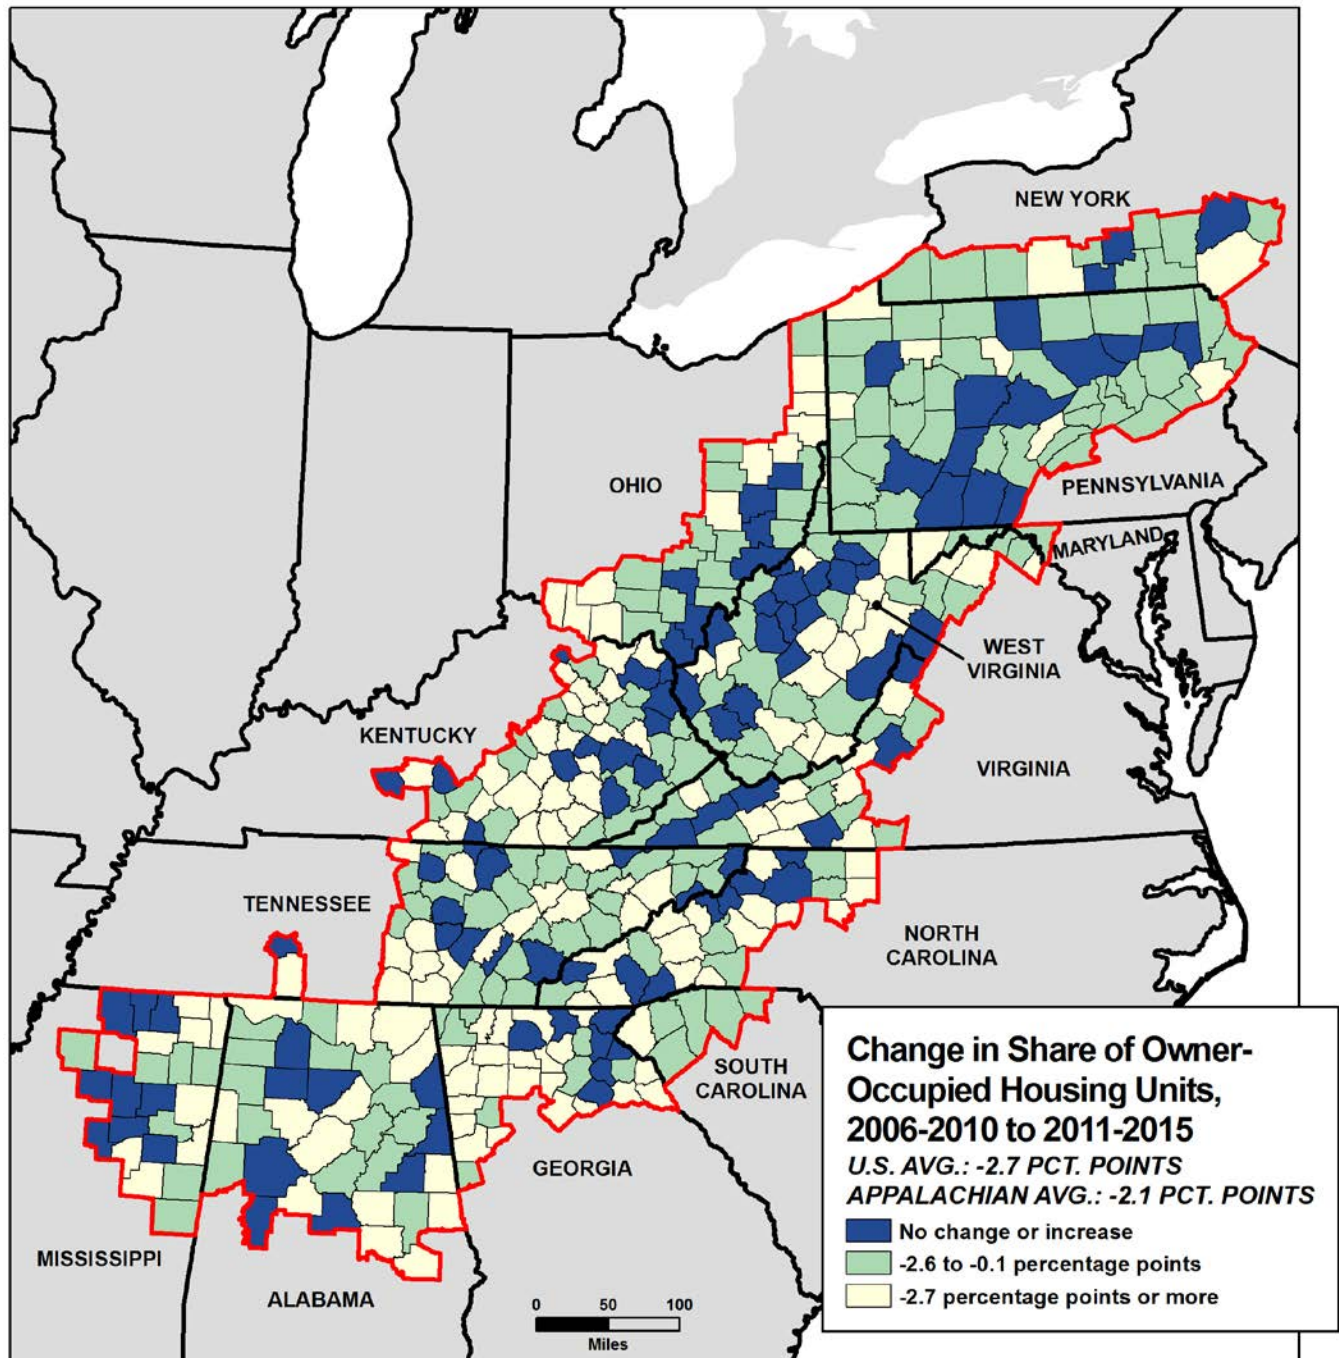 NEW YORK
OHIO
PENNSYLVANIA
MARYLAND
WEST
VIRGINIA
KENTUCKY
VIRGINIA
TENNESSEE
NORTH
CAROLINA
SOUTH
CAROLINA
GEORGIA
MISSISSIPPI
ALABAMA
Change in Share of Owner-
Occupied Housing Units,
2006-2010 to 2011-2015
U.S. AVG.: -2.7 PCT. POINTS
APPALACHIAN AVG.: -2.1 PCT. POINTS
No change or increase
-2.6 to -0.1 percentage points
-2.7 percentage points or more
0 50 100
Miles